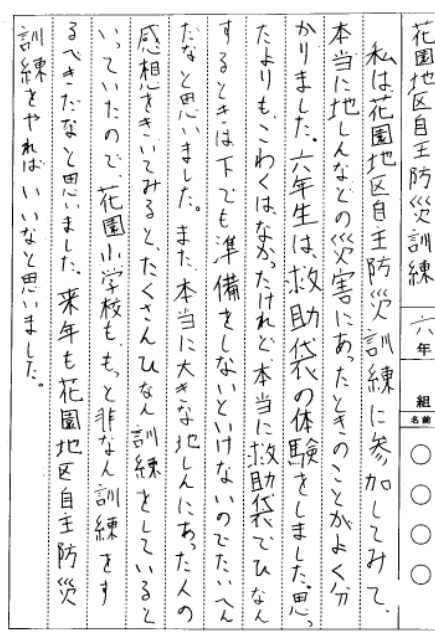 花園地区自主防災訓練
六年 組 名前 〇〇〇〇
私は花園地区自主防災訓練に参加してみて、
本当に地しんなどの災害にあったときのことがよく分
かりました。六年生は、救助袋の体験をしました。思っ
たよりも、こわくは、なかったけれど、本当に救助袋でひなん
するときは下でも準備をしないといけないのでたいへん
だなと思いました。また、本当に大きな地しんにあった人の
感想をきいてみると、たくさんひなん訓練をしていると
いっていたので、花園小学校も、もっと非なん訓練をす
るべきだなと思いました。来年も花園地区自主防災
訓練をやればいいなと思いました。